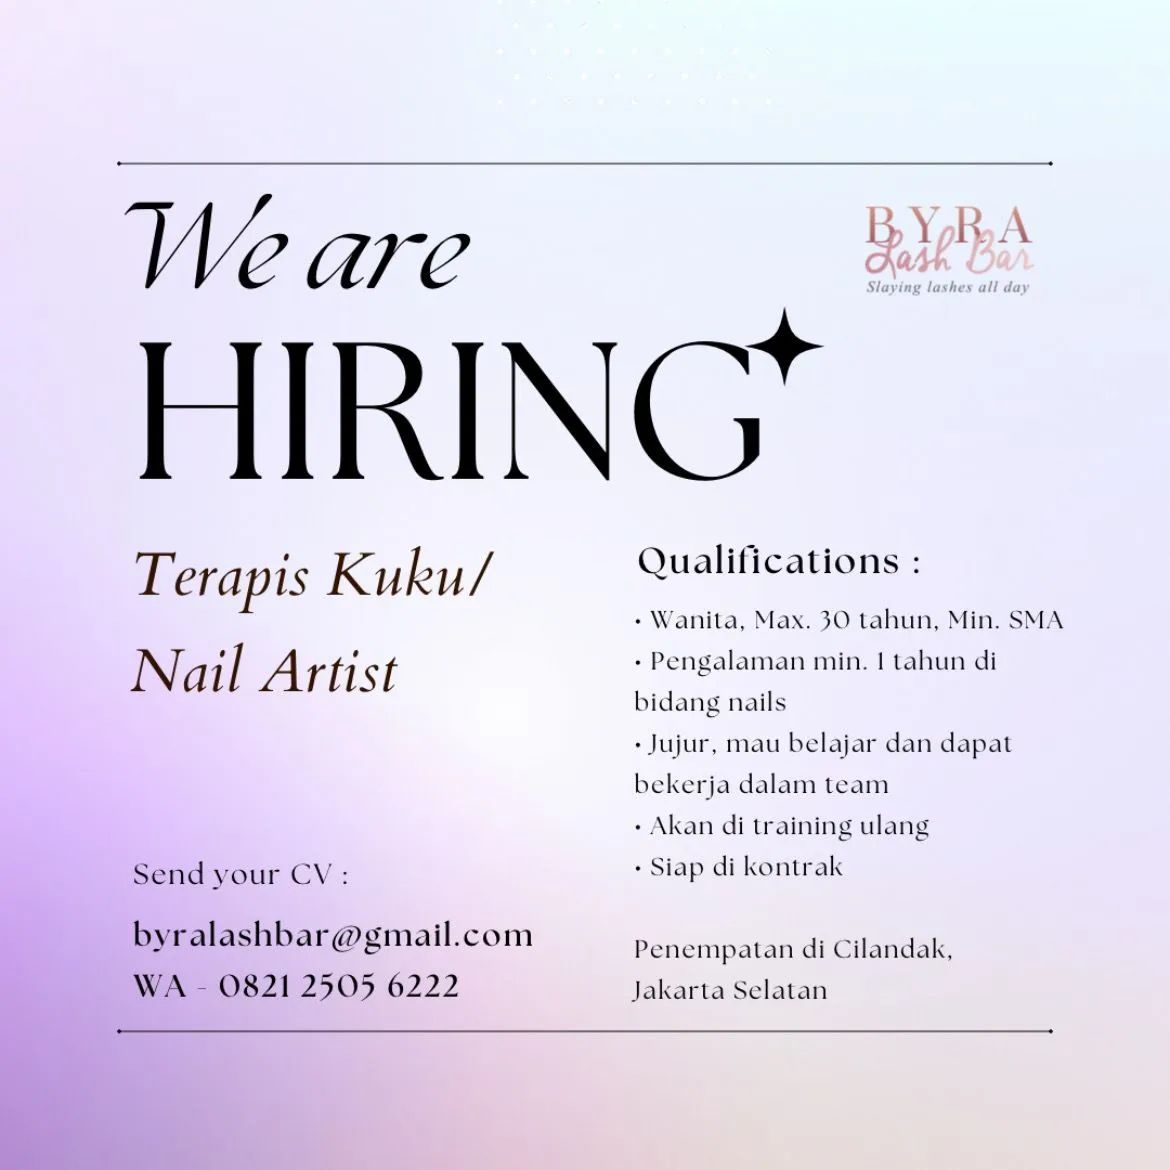 We are
HIRING
BYRA
Lash Bar
Slaying lashes all day
Terapis Kuku/
Nail Artist
Qualifications :
• Wanita, Max. 30 tahun, Min. SMA
• Pengalaman min. 1 tahun di
bidang nails
• Jujur, mau belajar dan dapat
bekerja dalam team
• Akan di training ulang
• Siap di kontrak
Penempatan di Cilandak,
Jakarta Selatan
Send your CV :
byralashbar@gmail.com
WA - 0821 2505 6222